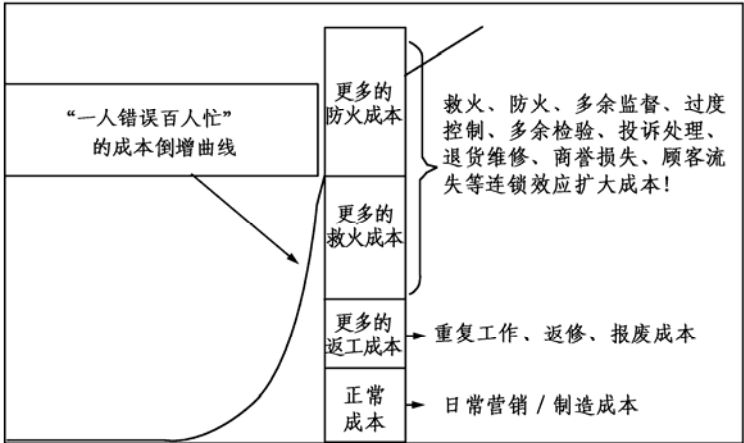 “一人错误百人忙”
的成本倒增曲线
更多的
防火成本
救火、防火、多余监督、过度
控制、多余检验、投诉处理、
退货维修、商誉损失、顾客流
失等连锁效应扩大成本!
更多的
救火成本
更多的
返工成本
重复工作、返修、报废成本
正常
成本
日常营销/制造成本